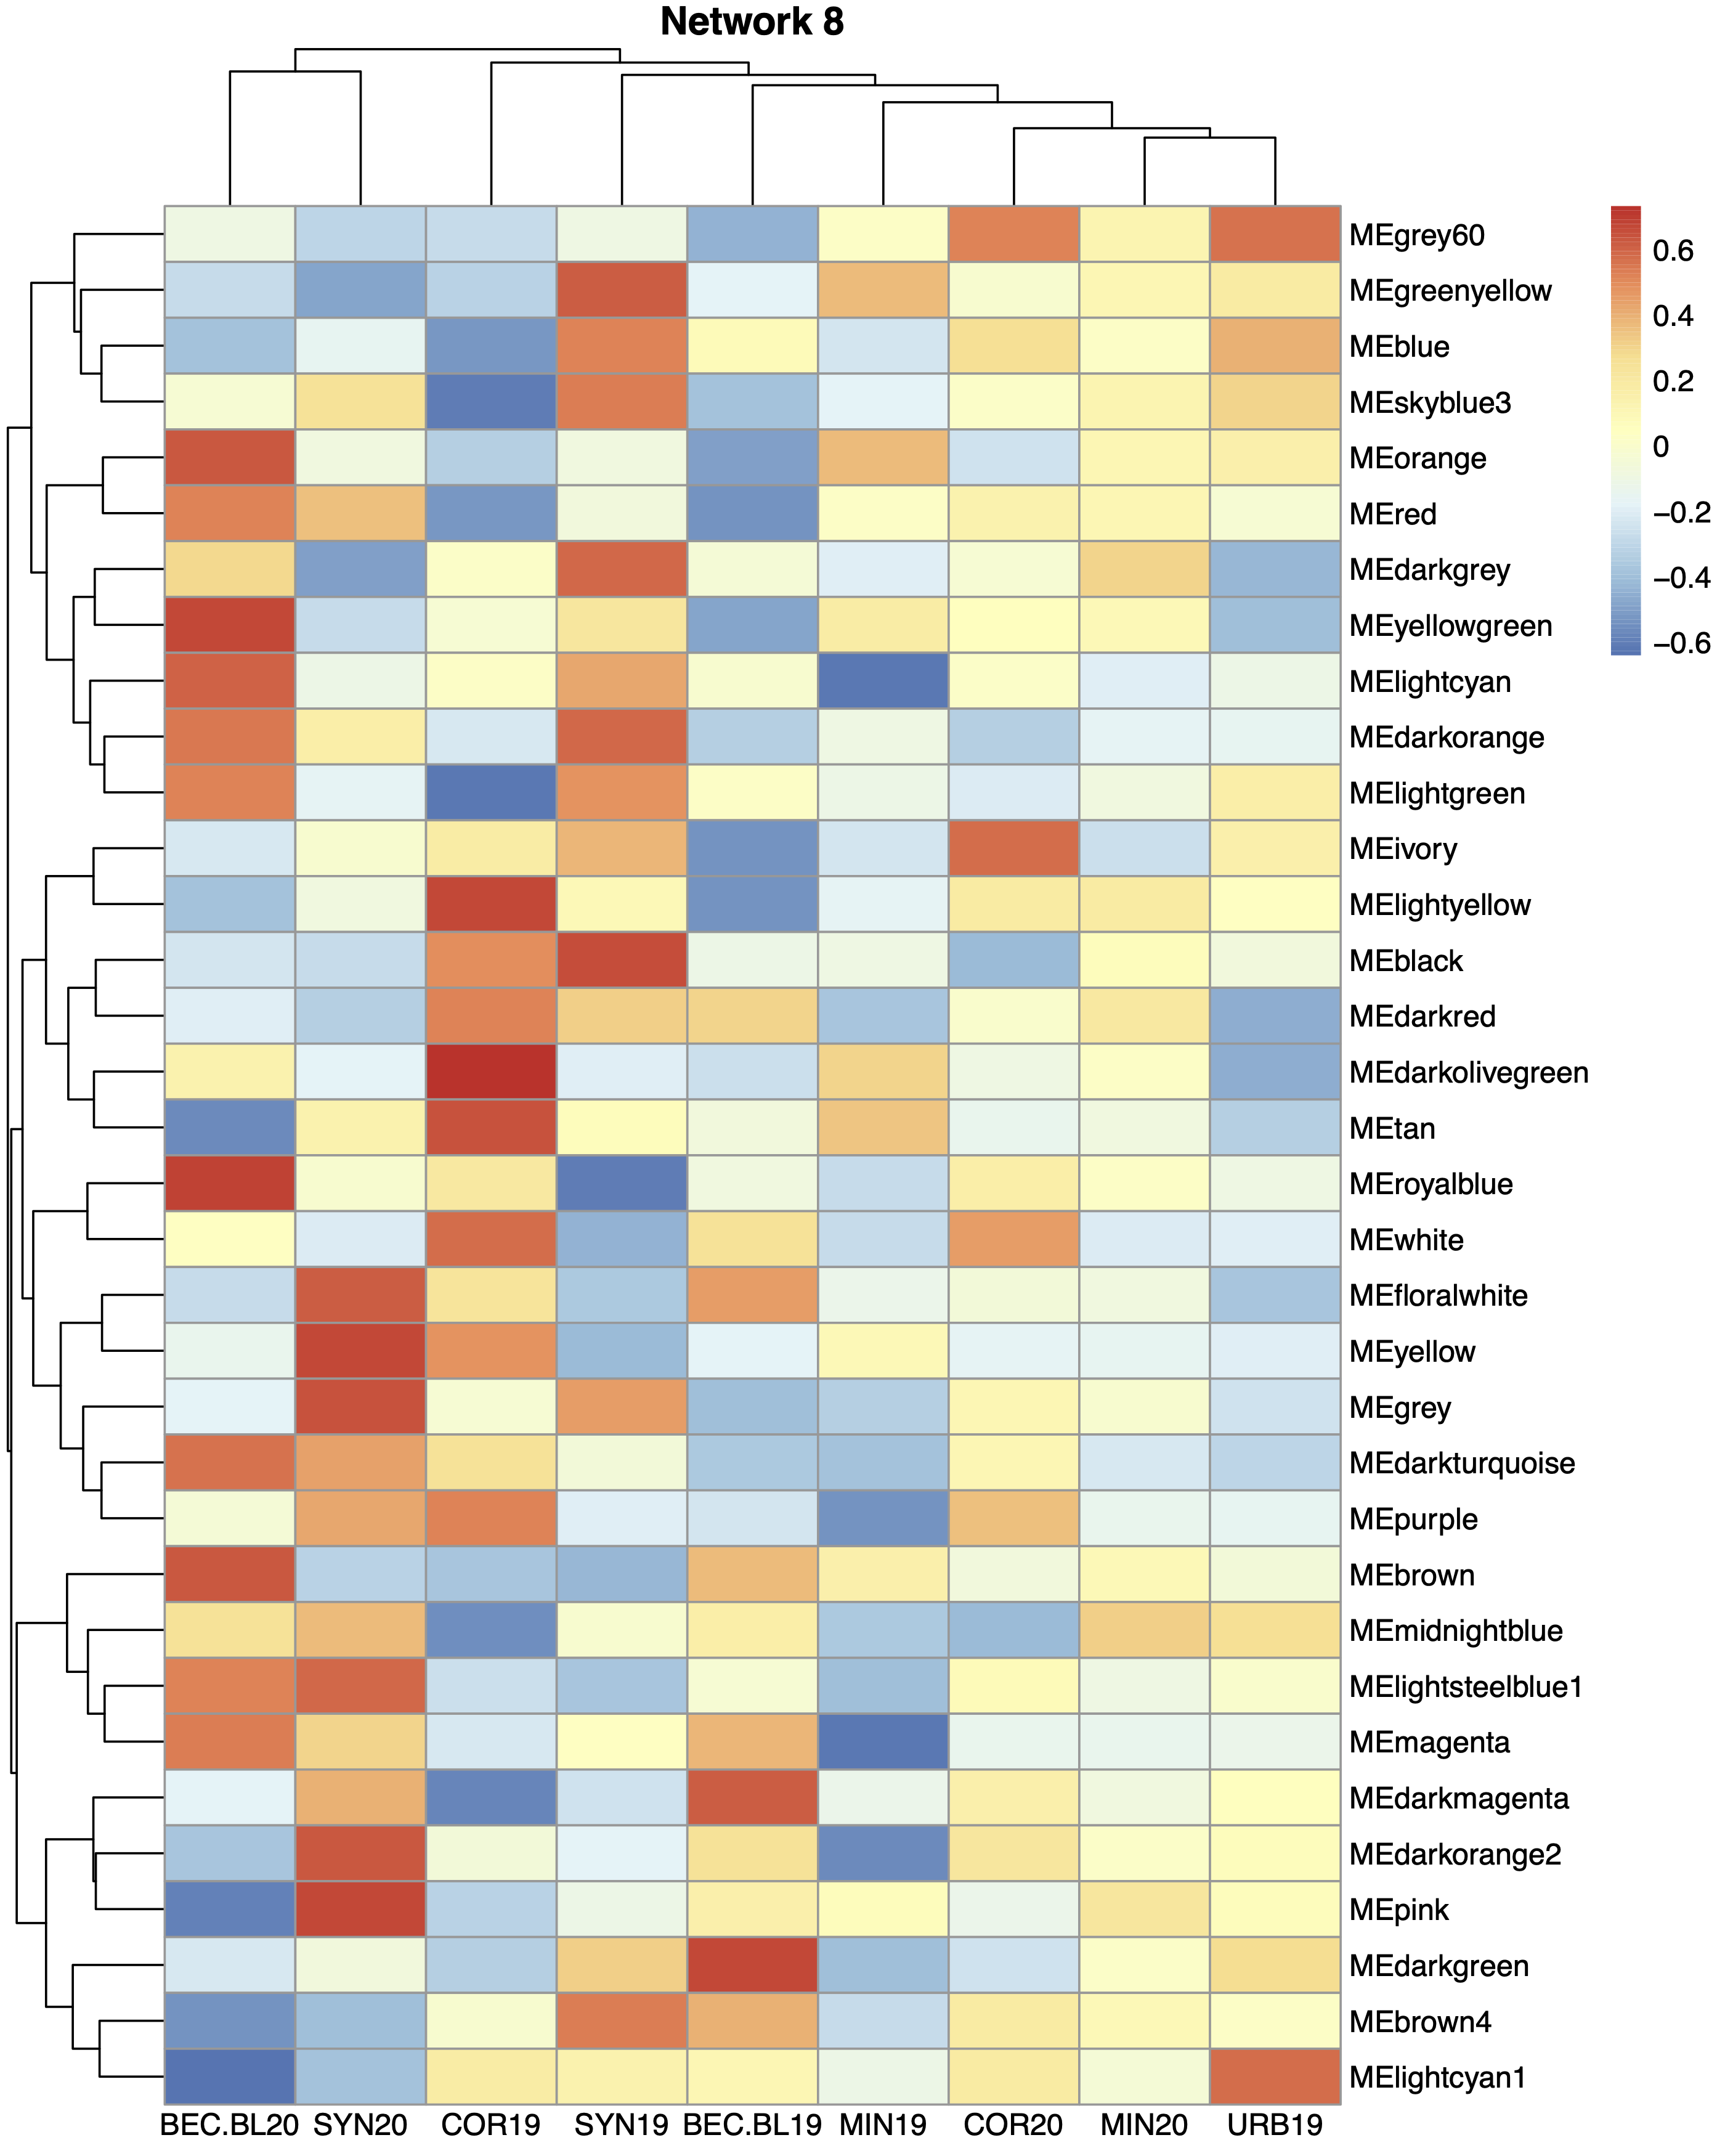 Network 8
MEgrey60
MEgreenyellow
MEblue
MEskyblue3
MEorange
MEred
MEdarkgrey
MEyellowgreen
MElightcyan
MEdarkorange
MElightgreen
MEivory
MElightyellow
MEblack
MEdarkred
MEdarkolivegreen
MEtan
MEroyalblue
MEwhite
MEfloralwhite
MEyellow
MEgrey
MEdarkturquoise
MEpurple
MEbrown
MEmidnightblue
MElightsteelblue1
MEmagenta
MEdarkmagenta
MEdarkorange2
MEpink
MEdarkgreen
MEbrown4
MElightcyan1
BEC.BL20 SYN20 COR19 SYN19 BEC.BL19 MIN19 COR20 MIN20 URB19
0.6
0.4
0.2
0
−0.2
−0.4
−0.6